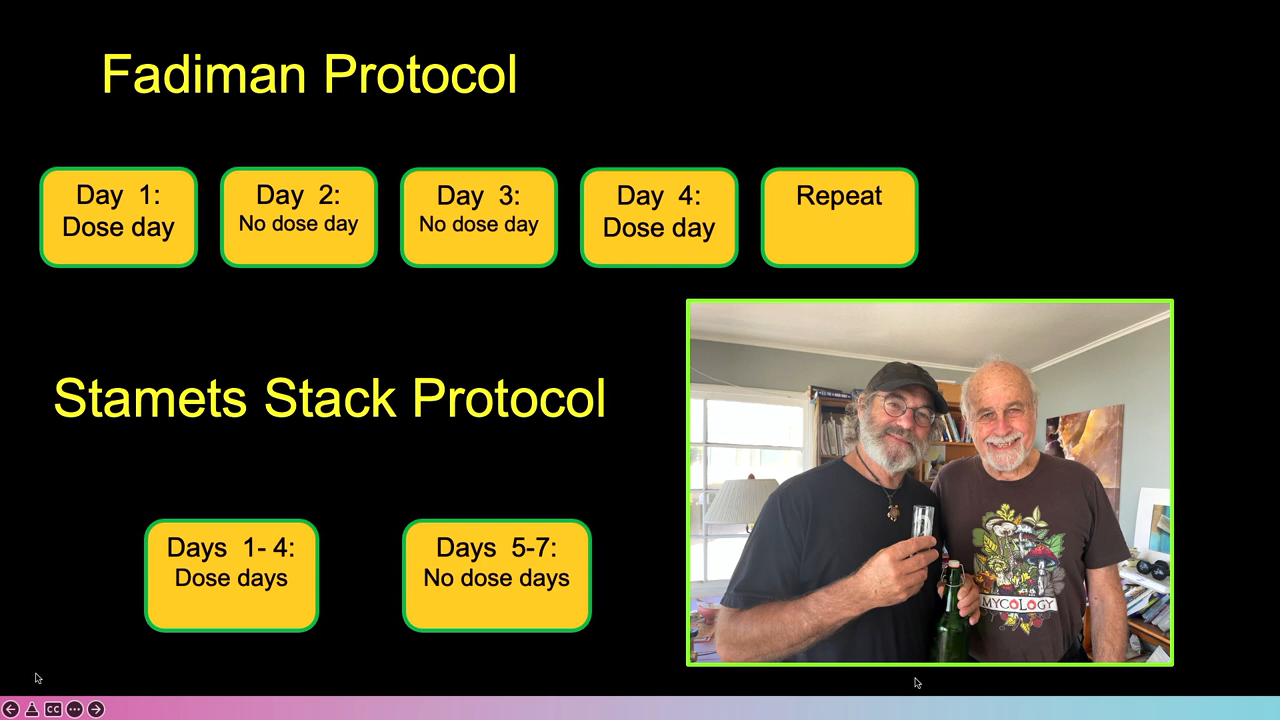 Fadiman Protocol
Day 1:
Dose day
Day 2:
No dose day
Day 3:
No dose day
Day 4:
Dose day
Repeat
Stamets Stack Protocol
Days 1- 4:
Dose days
Days 5-7:
No dose days
MYCOLOGY
CC